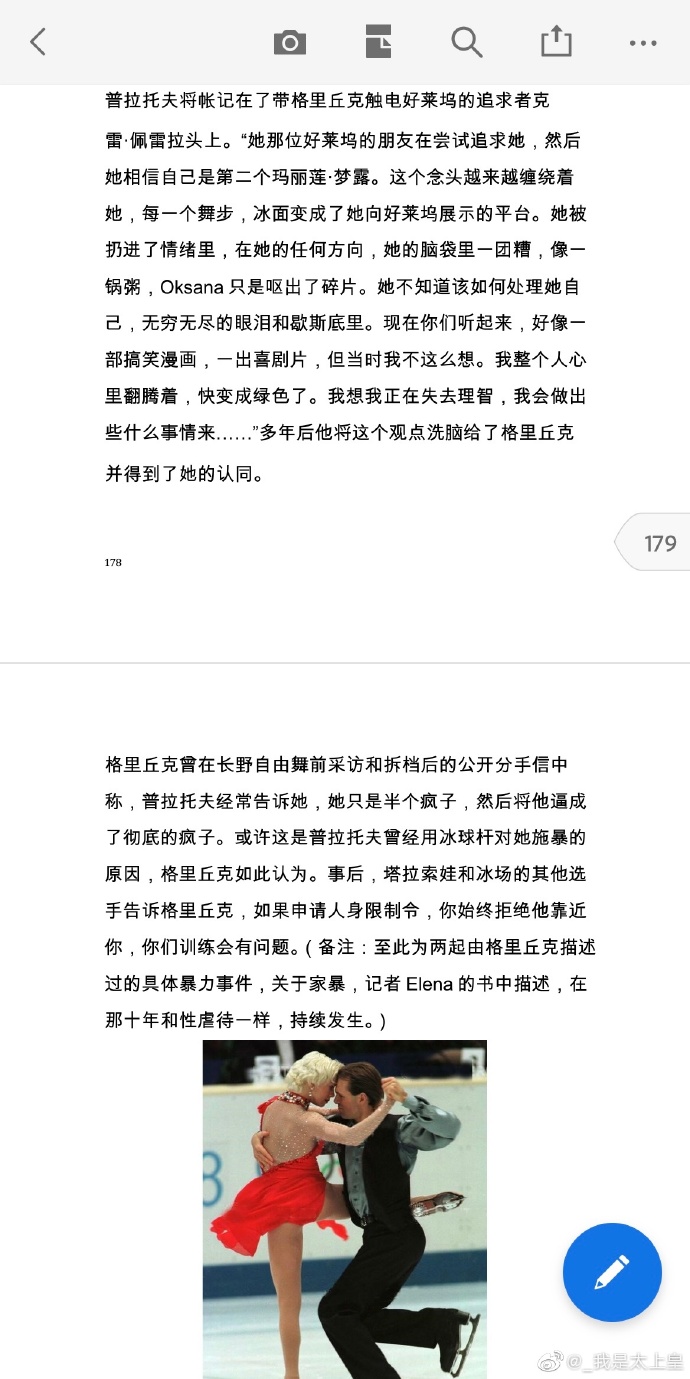 普拉托夫将帐记在了带格里丘克触电好莱坞的追求者克
雷·佩雷拉头上。“她那位好莱坞的朋友在尝试追求她，然后
她相信自己是第二个玛丽莲·梦露。这个念头越来越缠绕着
她，每一个舞步，冰面变成了她向好莱坞展示的平台。她被
扔进了情绪里，在她的任何方向，她的脑袋里一团糟，像一
锅粥，Oksana 只是呕出了碎片。她不知道该如何处理她自
己，无穷无尽的眼泪和歇斯底里。现在你们听起来，好像一
部搞笑漫画，一出喜剧片，但当时我不这么想。我整个人心
里翻腾着，快变成绿色了。我想我正在失去理智，我会做出
些什么事情来……”多年后他将这个观点洗脑给了格里丘克
并得到了她的认同。
178
179
格里丘克曾在长野自由舞前采访和拆档后的公开分手信中
称，普拉托夫经常告诉她，她只是半个疯子，然后将他逼成
了彻底的疯子。或许这是普拉托夫曾经用冰球杆对她施暴的
原因，格里丘克如此认为。事后，塔拉索娃和冰场的其他选
手告诉格里丘克，如果申请人身限制令，你始终拒绝他靠近
你，你们训练会有问题。( 备注：至此为两起由格里丘克描述
过的具体暴力事件，关于家暴，记者 Elena 的书中描述，在
那十年和性虐待一样，持续发生。)
8
@_我是太上皇